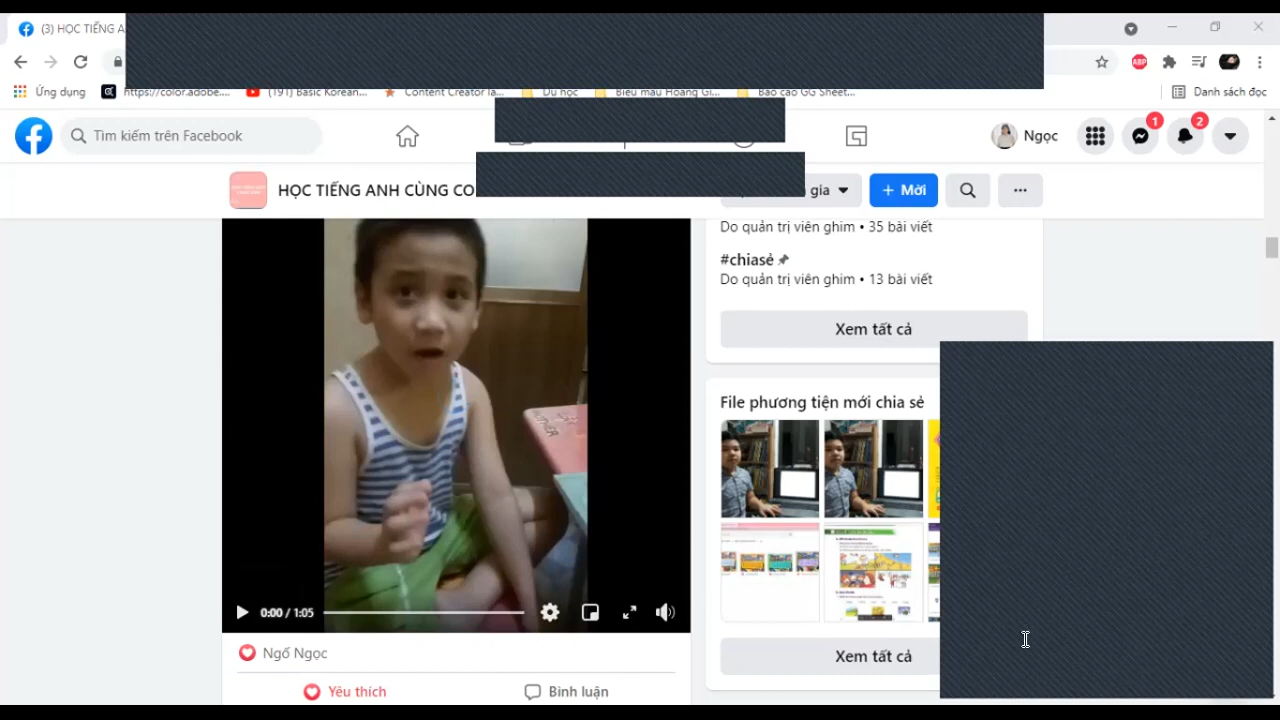 (3) HỌC TIẾNG A
Ứng dụng
https://color.adobe....
(191) Basic Korean...
Content Creator là...
Du học
Biểu mẫu Hoàng Gi...
Báo cáo GG Sheet...
Danh sách đọc
Tìm kiếm trên Facebook
Ngọc
1
2
HỌC TIẾNG ANH CÙNG CO
gia
+ Mới
Do quản trị viên ghim • 35 bài viết
#chiasẻ
Do quản trị viên ghim • 13 bài viết
Xem tất cả
File phương tiện mới chia sẻ
0:00 / 1:05
Ngố Ngọc
Xem tất cả
Yêu thích
Bình luận